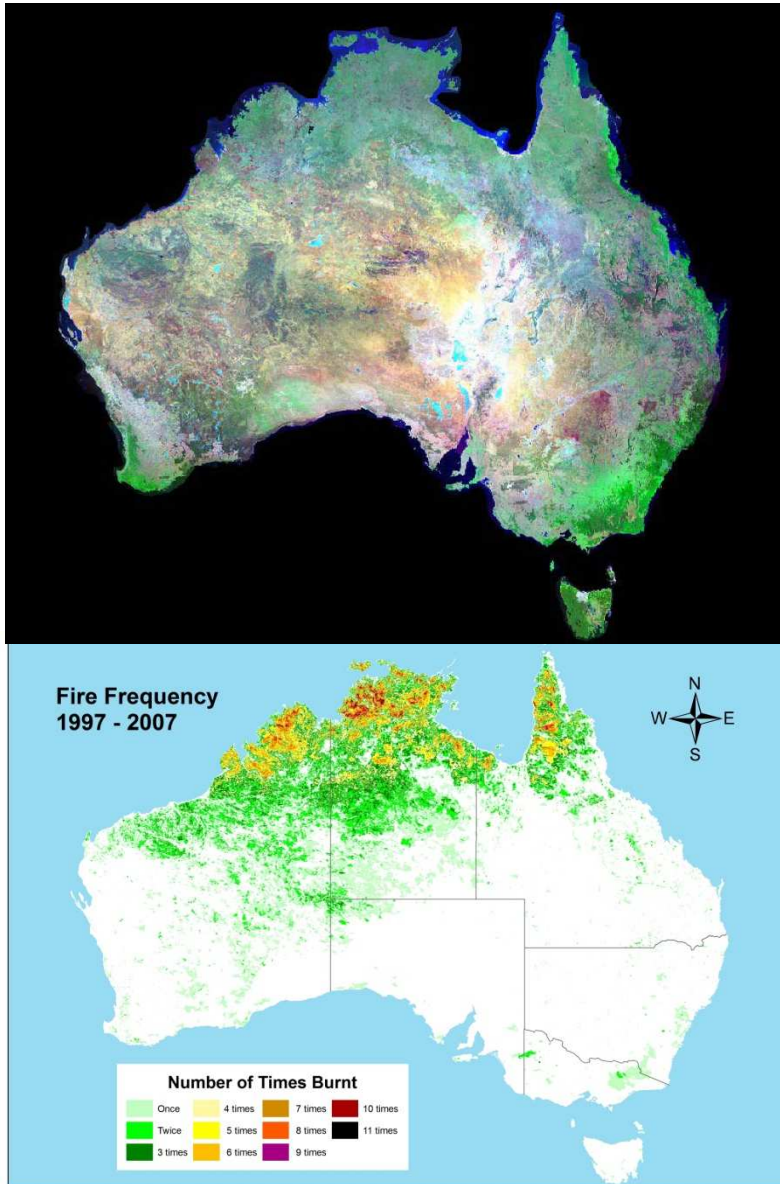 Fire Frequency
1997 - 2007
N
W E
S
Number of Times Burnt
Once 4 times 7 times 10 times
Twice 5 times 8 times 11 times
3 times 6 times 9 times